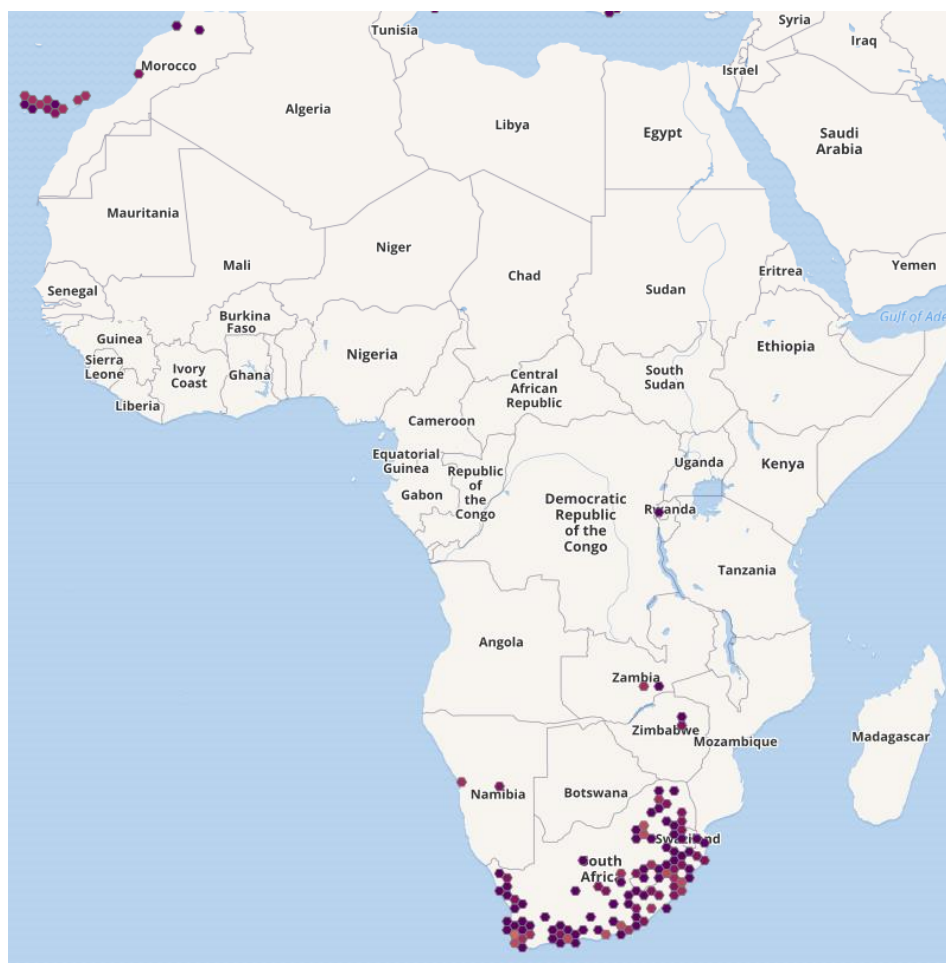 Syria
Tunisia
Iraq
Morocco
Israel
Algeria
Libya
Egypt
Saudi
Arabia
Mauritania
Niger
Mali
Chad
Sudan
Eritrea
Yemen
Senegal
Burkina
Faso
Gulf of Ade
Guinea
Nigeria
Ethiopia
Sierra
Leone
Ivory
Coast
Ghana
Central
African
Republic
South
Sudan
Liberia
Cameroon
Equatorial
Guinea
Republic
of
the
Congo
Uganda
Kenya
Gabon
Democratic
Republic
of the
Congo
Rwanda
Tanzania
Angola
Zambia
Zimbabwe
Mozambique
Madagascar
Namibia
Botswana
Swaziland
South
Africa